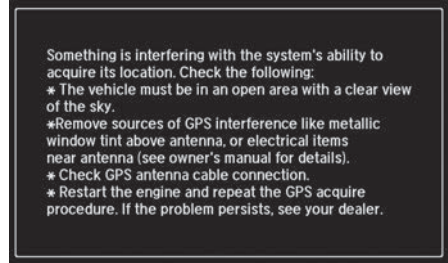 Something is interfering with the system's ability to
acquire its location. Check the following:
* The vehicle must be in an open area with a clear view
of the sky.
*Remove sources of GPS interference like metallic
window tint above antenna, or electrical items
near antenna (see owner's manual for details).
* Check GPS antenna cable connection.
* Restart the engine and repeat the GPS acquire
procedure. If the problem persists, see your dealer.